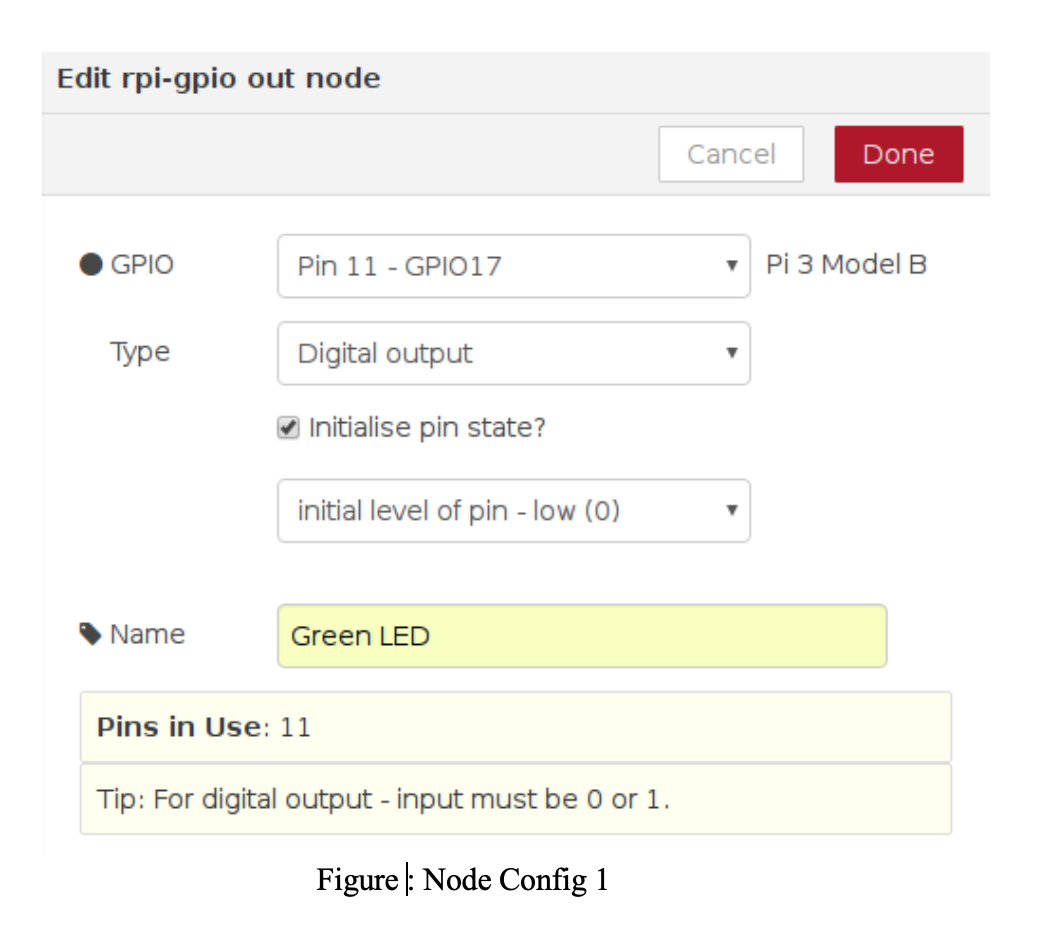 Edit rpi-gpio out node
Cancel Done
GPIO Pin 11 - GPIO17 Pi 3 Model B
Type Digital output
Initialise pin state?
initial level of pin - low (0)
Name Green LED
Pins in Use: 11
Tip: For digital output - input must be 0 or 1.
Figure : Node Config 1